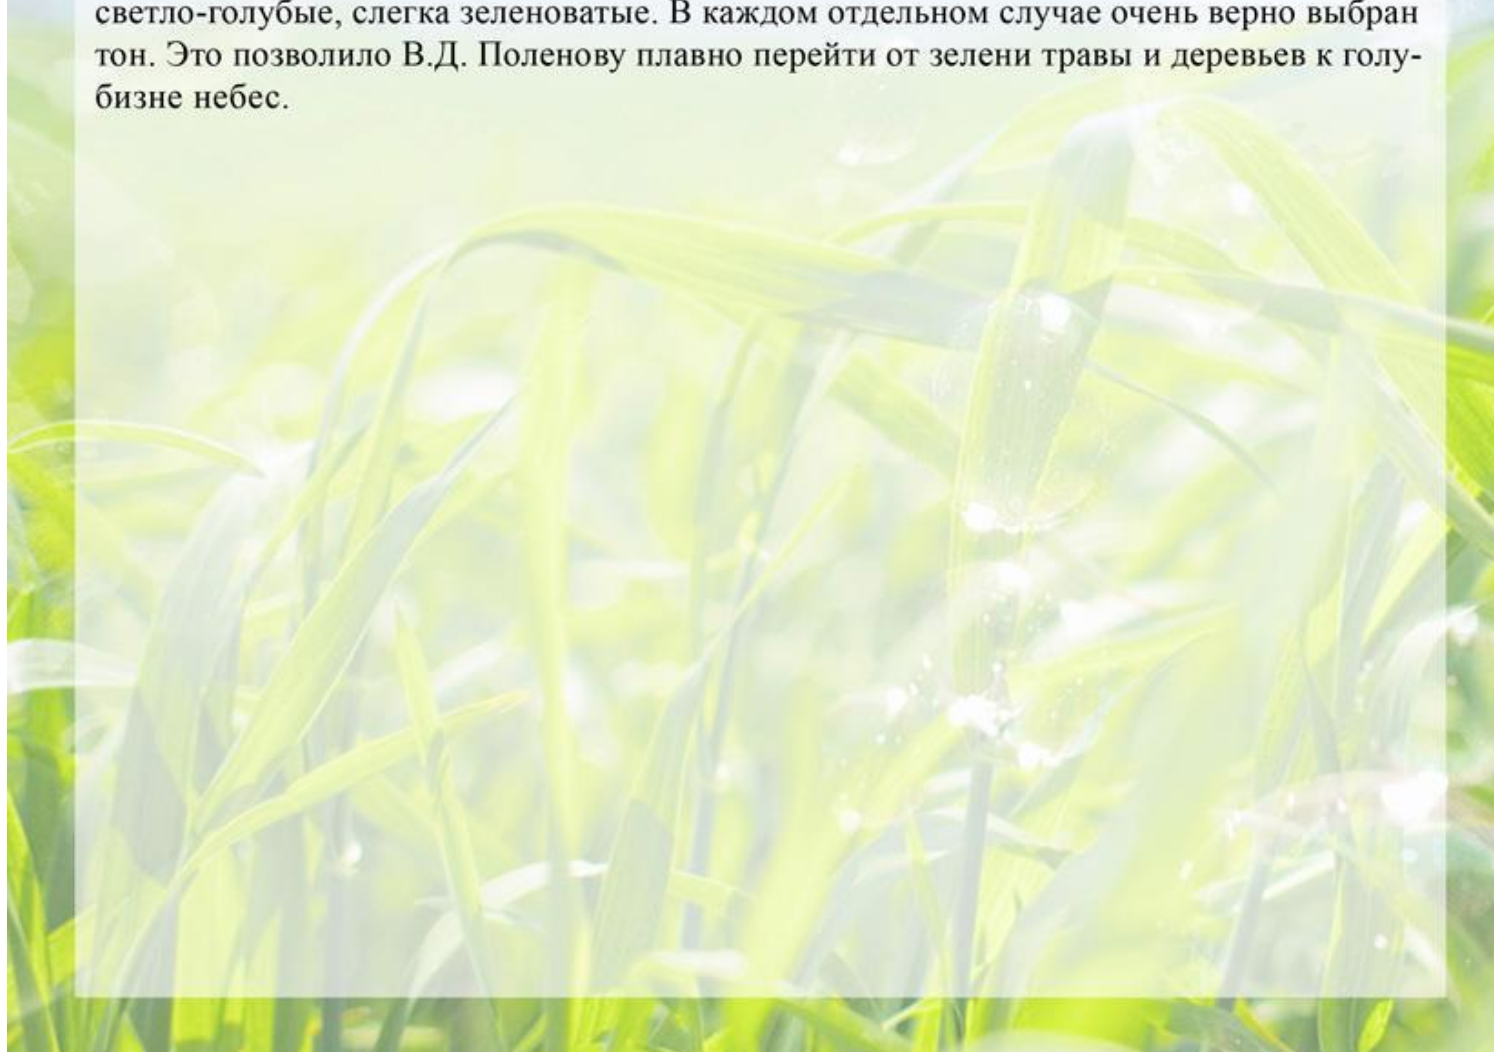 светло-голубые, слегка зеленоватые. В каждом отдельном случае очень верно выбран
тон. Это позволило В.Д. Поленову плавно перейти от зелени травы и деревьев к голу-
бизне небес.